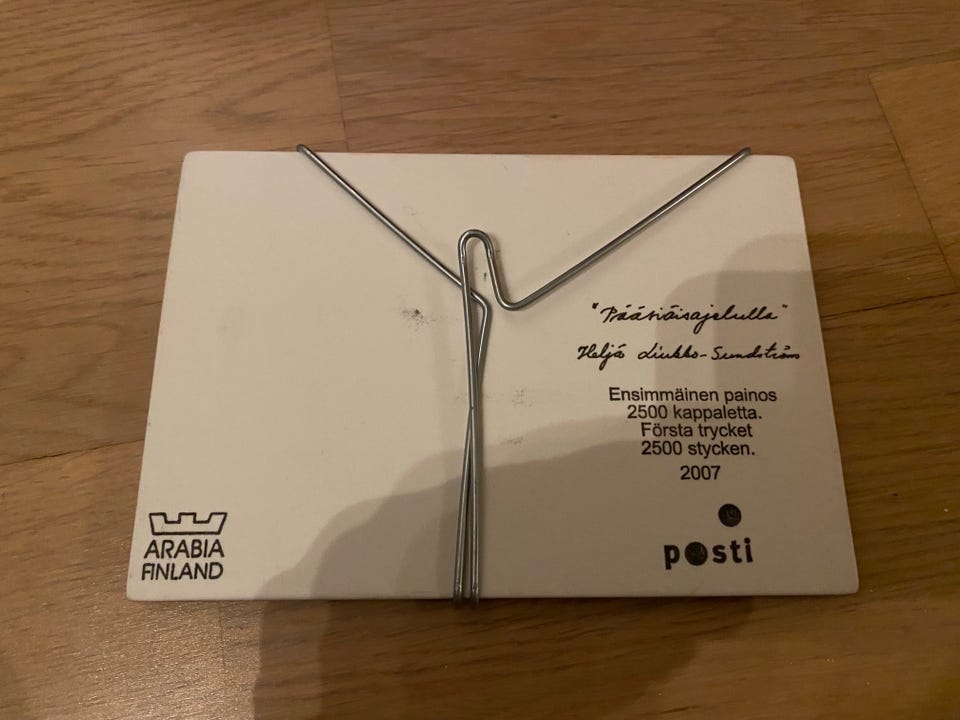 "Pääsiäisajelulla"
Heljä Liukko-Sundström
Ensimmäinen painos
2500 kappaletta.
Första trycket
2500 stycken.
2007
posti
ARABIA
FINLAND